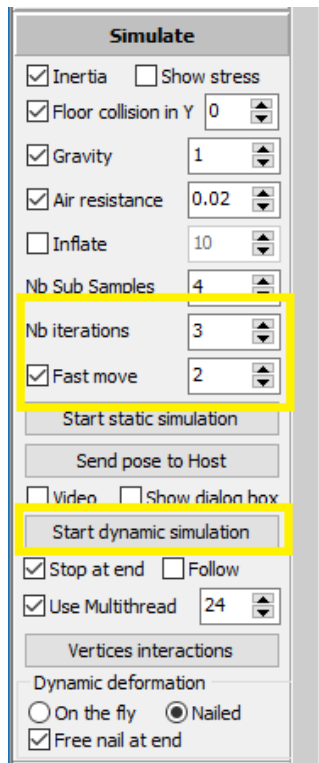 Simulate
Inertia Show stress
Floor collision in Y 0
Gravity 1
Air resistance 0.02
Inflate 10
Nb Sub Samples 4
Nb iterations 3
Fast move 2
Start static simulation
Send pose to Host
Video Show dialog box
Start dynamic simulation
Stop at end Follow
Use Multithread 24
Vertices interactions
Dynamic deformation
On the fly Nailed
Free nail at end